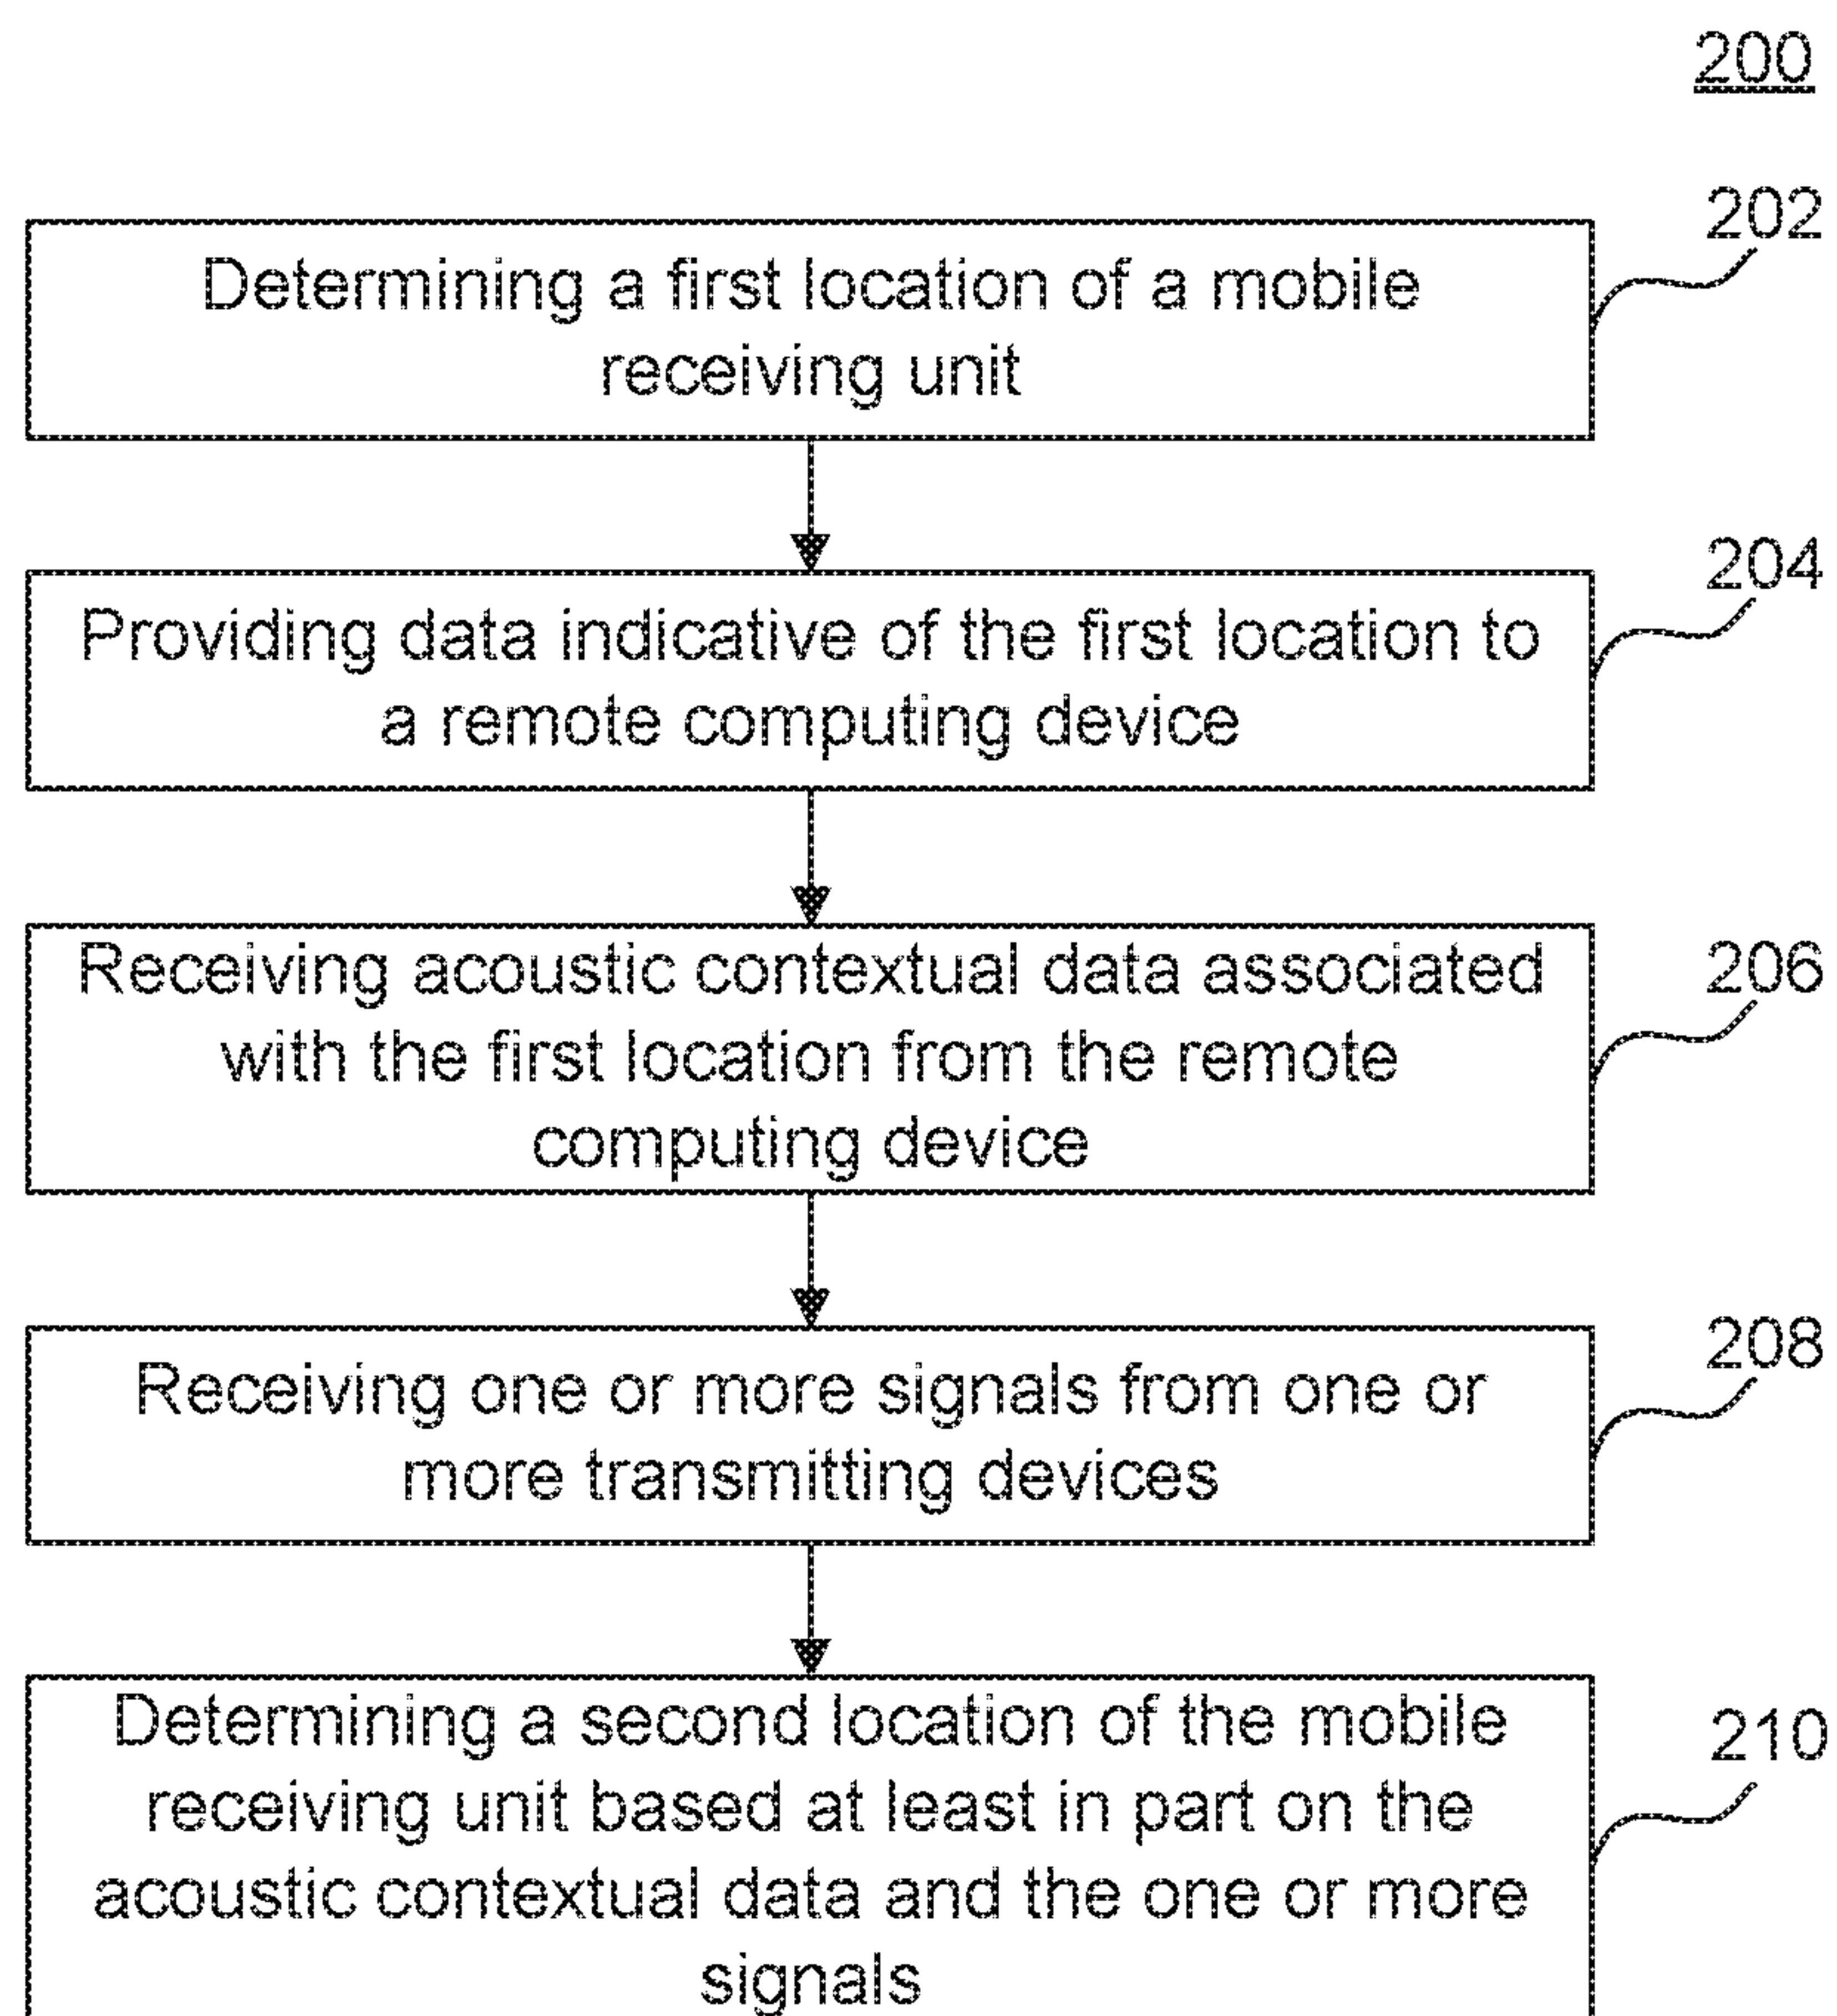 200
202
Determining a first location of a mobile
receiving unit
204
Providing data indicative of the first location to
a remote computing device
206
Receiving acoustic contextual data associated
with the first location from the remote
computing device
208
Receiving one or more signals from one or
more transmitting devices
210
Determining a second location of the mobile
receiving unit based at least in part on the
acoustic contextual data and the one or more
signals